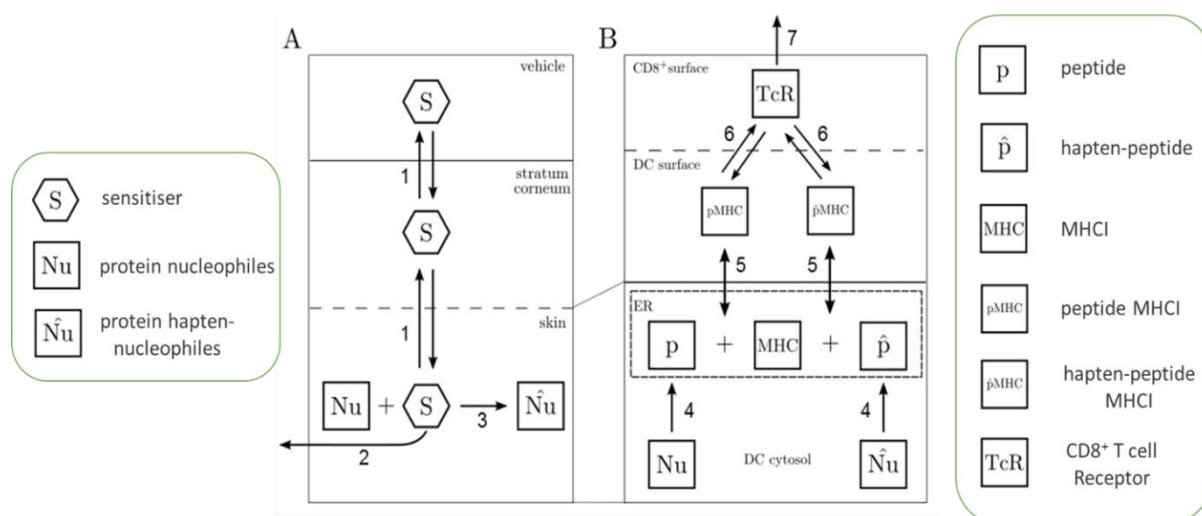 S
sensitiser
Nu
protein nucleophiles
N̂u
protein hapten-
nucleophiles
A
vehicle
S
1
stratum
corneum
S
1
skin
Nu + S 3 N̂u
2
B
7
CD8+ surface
TcR
6 6
DC surface
pMHC p̂MHC
5 5
ER
p + MHC + p̂
4 4
Nu DC cytosol N̂u
p
peptide
p̂
hapten-peptide
MHC
MHCI
pMHC
peptide MHCI
p̂MHC
hapten-peptide
MHCI
TcR
CD8+ T cell
Receptor